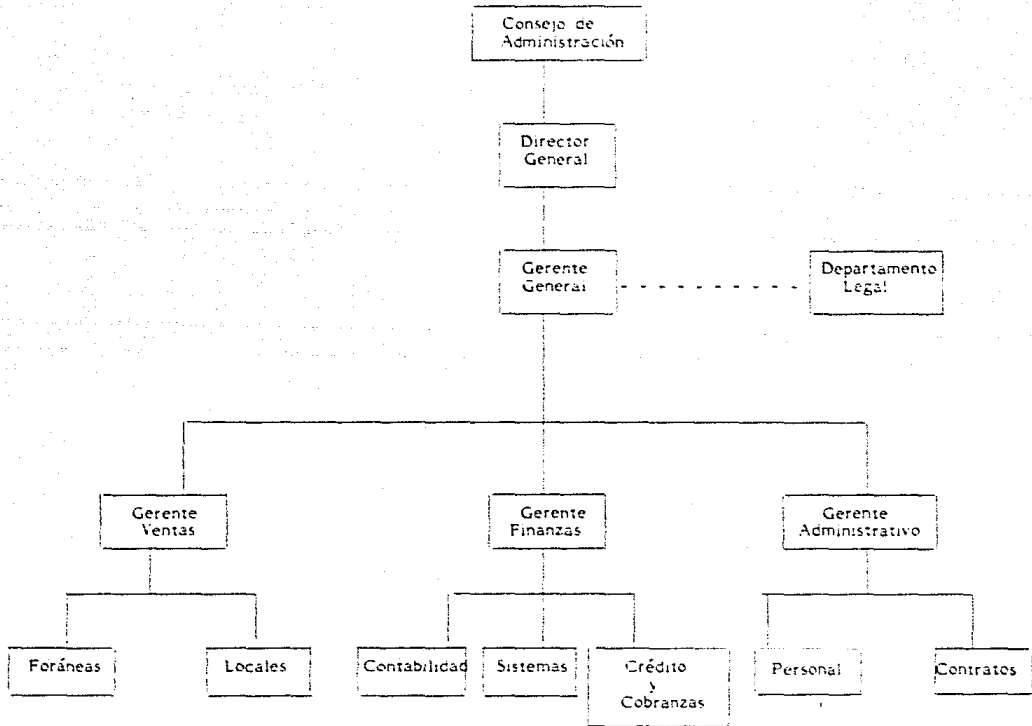 Consejo de
Administración
Director
General
Gerente
General
Departamento
Legal
Gerente
Ventas
Gerente
Finanzas
Gerente
Administrativo
Foráneas
Locales
Contabilidad
Sistemas
Crédito
y
Cobranzas
Personal
Contratos